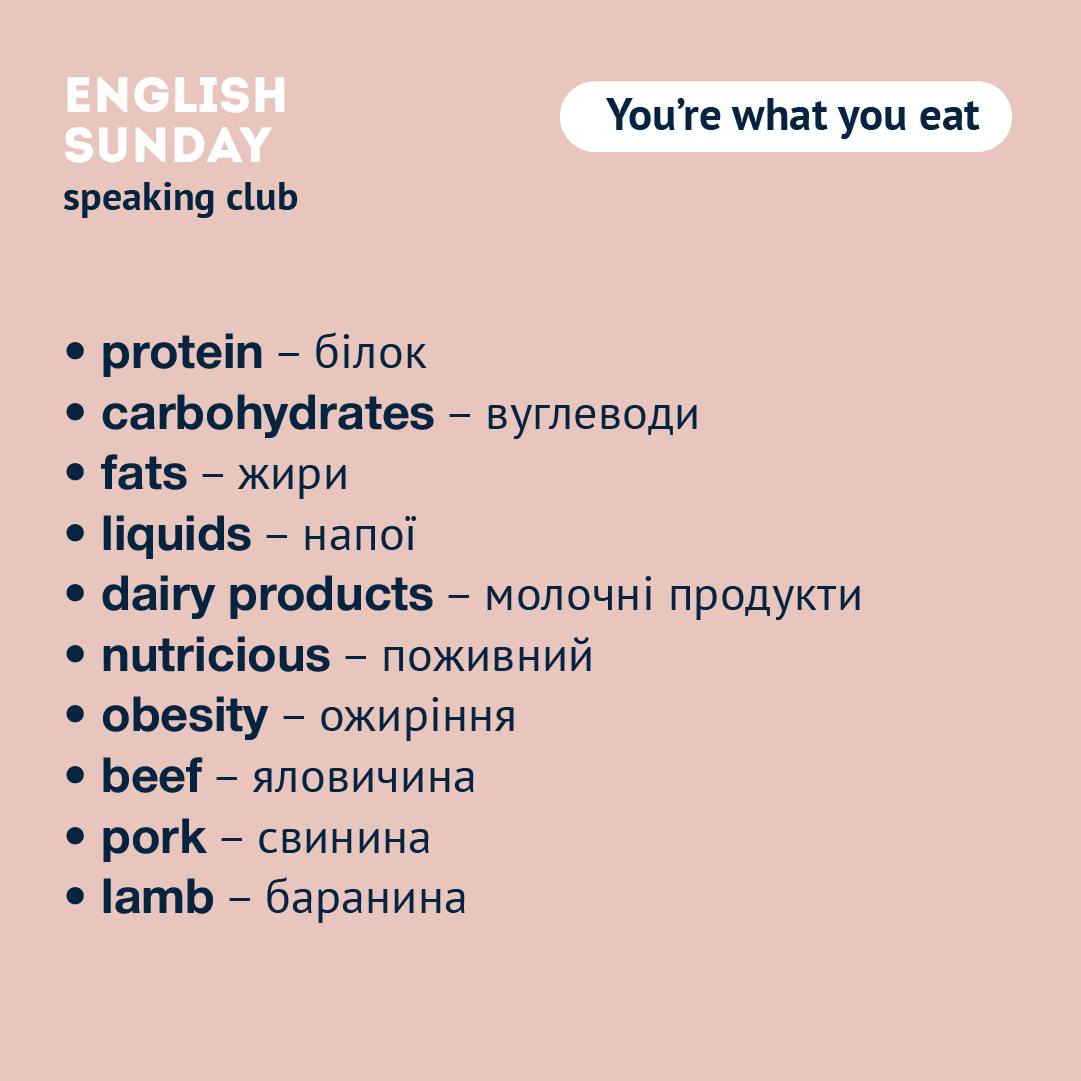 ENGLISH
SUNDAY
speaking club
You're what you eat
• protein – білок
• carbohydrates – вуглеводи
• fats – жири
• liquids – напої
• dairy products – молочні продукти
• nutricious – поживний
• obesity – ожиріння
• beef – яловичина
• pork – свинина
• lamb – баранина